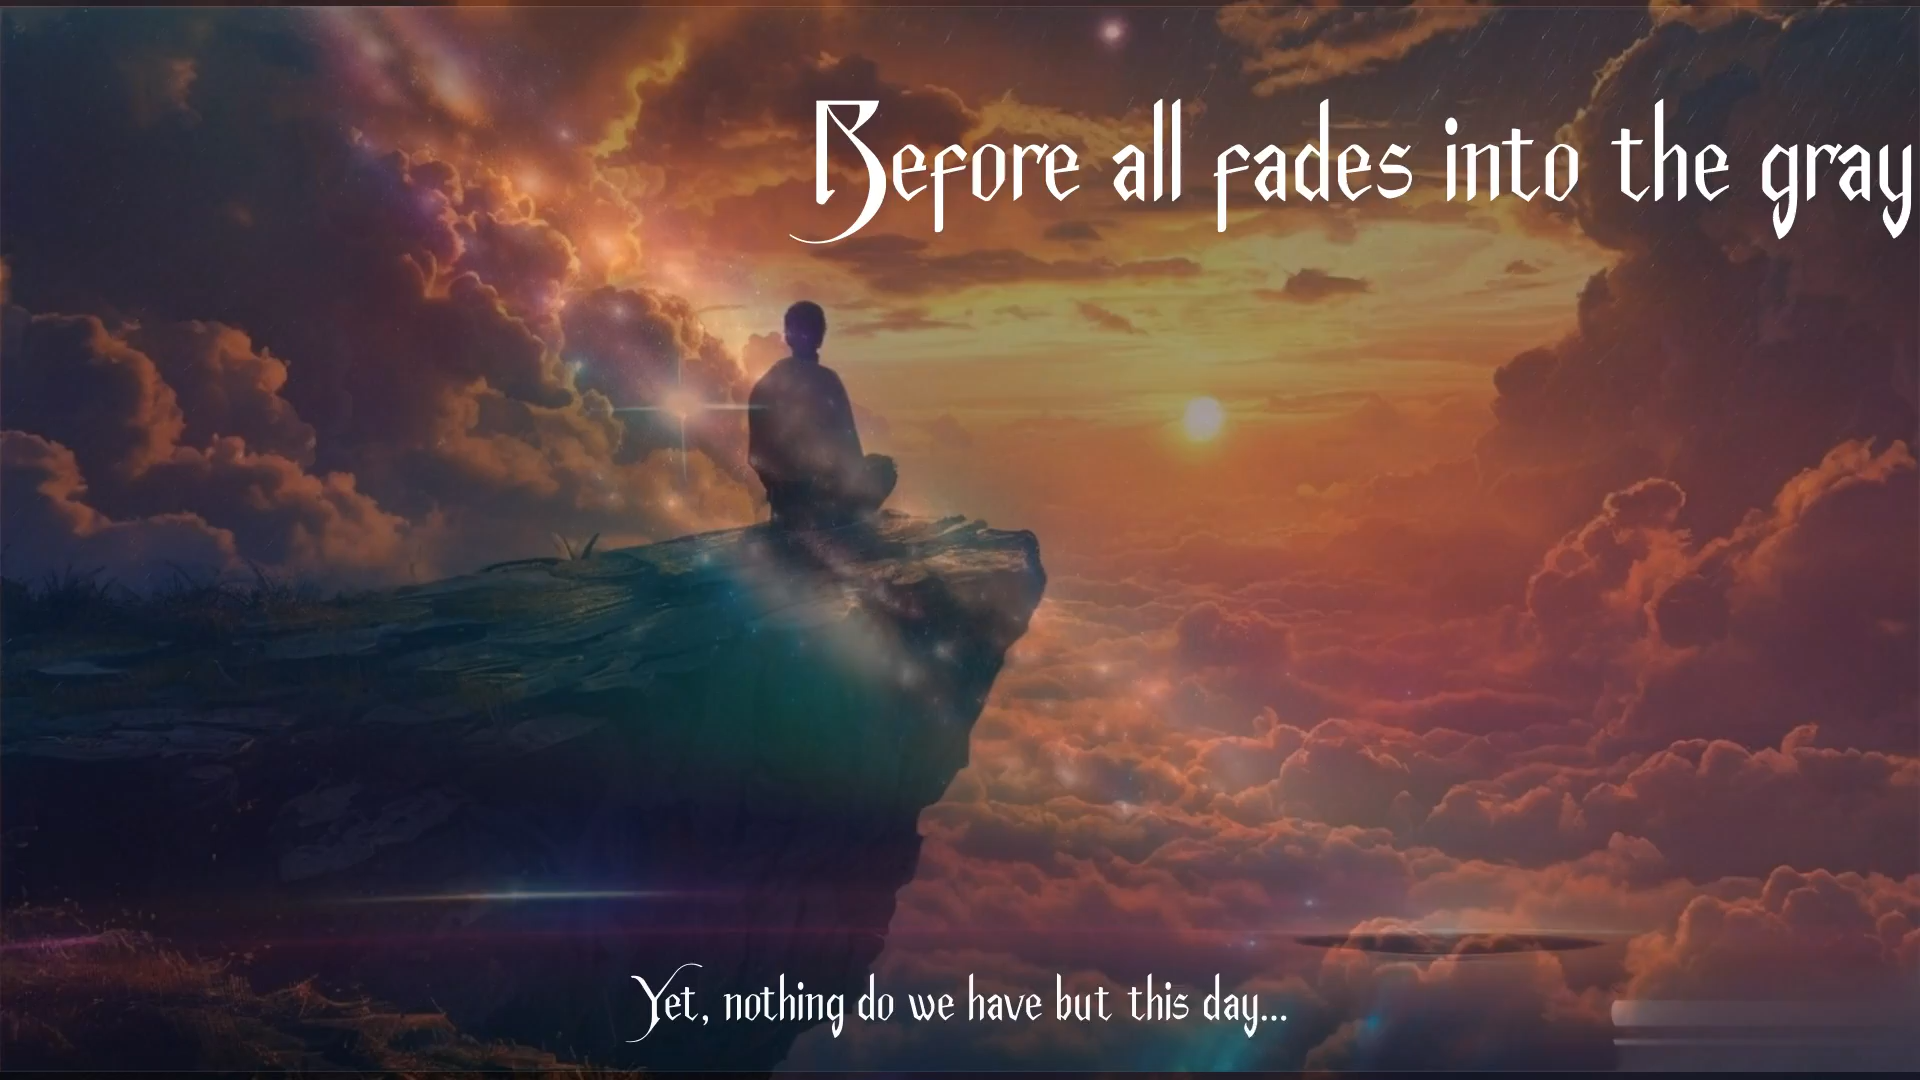 Before all fades into the gray
Yet, nothing do we have but this day...